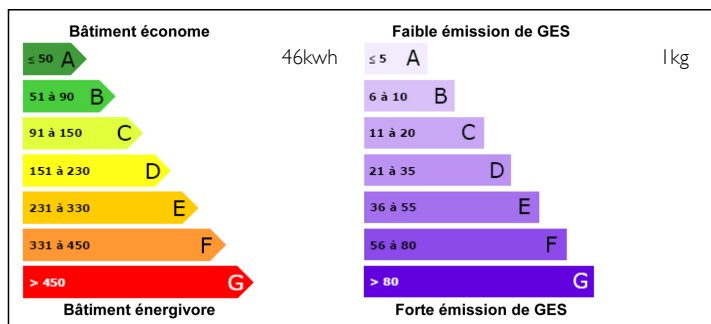 Bâtiment économe
≤ 50 A 46kwh
51 à 90 B
91 à 150 C
151 à 230 D
231 à 330 E
331 à 450 F
> 450 G
Bâtiment énergivore
Faible émission de GES
≤ 5 A 1kg
6 à 10 B
11 à 20 C
21 à 35 D
36 à 55 E
56 à 80 F
> 80 G
Forte émission de GES